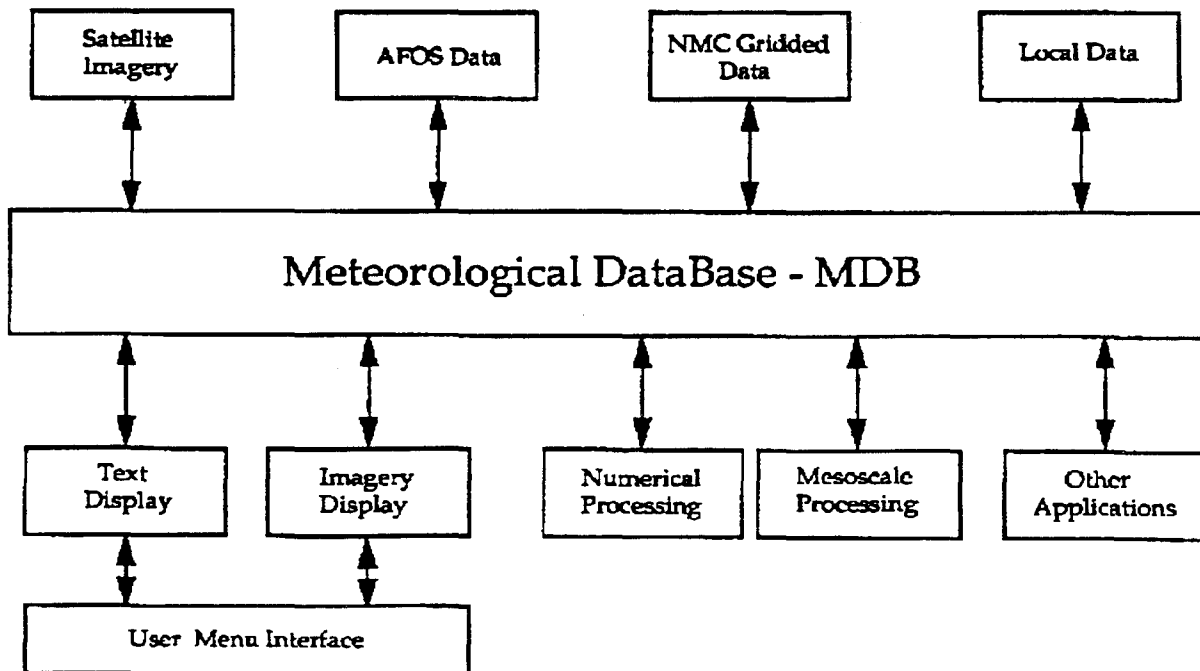 Satellite
Imagery
AFOS Data
NMC Gridded
Data
Local Data
Meteorological DataBase - MDB
Text
Display
Imagery
Display
Numerical
Processing
Mesoscale
Processing
Other
Applications
User Menu Interface